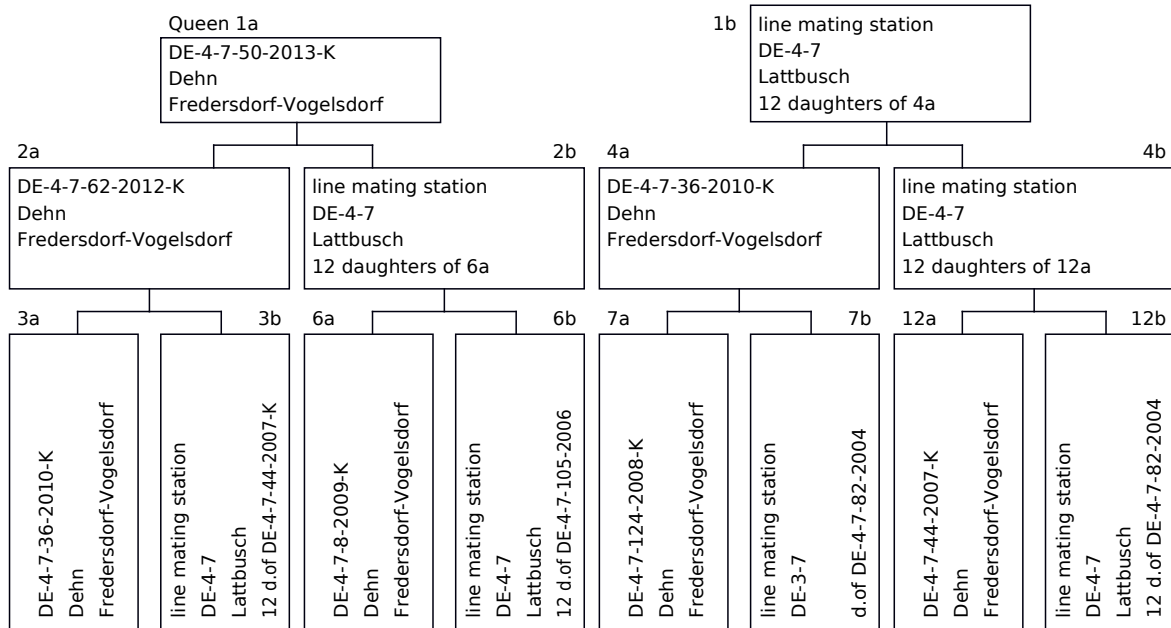 Queen 1a
DE-4-7-50-2013-K
Dehn
Fredersdorf-Vogelsdorf
1b
line mating station
DE-4-7
Lattbusch
12 daughters of 4a
2a
DE-4-7-62-2012-K
Dehn
Fredersdorf-Vogelsdorf
2b
line mating station
DE-4-7
Lattbusch
12 daughters of 6a
4a
DE-4-7-36-2010-K
Dehn
Fredersdorf-Vogelsdorf
4b
line mating station
DE-4-7
Lattbusch
12 daughters of 12a
3a
DE-4-7-36-2010-K
Dehn
Fredersdorf-Vogelsdorf
3b
line mating station
DE-4-7
Lattbusch
12 d.of DE-4-7-44-2007-K
6a
DE-4-7-8-2009-K
Dehn
Fredersdorf-Vogelsdorf
6b
line mating station
DE-4-7
Lattbusch
12 d.of DE-4-7-105-2006
7a
DE-4-7-124-2008-K
Dehn
Fredersdorf-Vogelsdorf
7b
line mating station
DE-3-7
d.of DE-4-7-82-2004
12a
DE-4-7-44-2007-K
Dehn
Fredersdorf-Vogelsdorf
12b
line mating station
DE-4-7
Lattbusch
12 d.of DE-4-7-82-2004